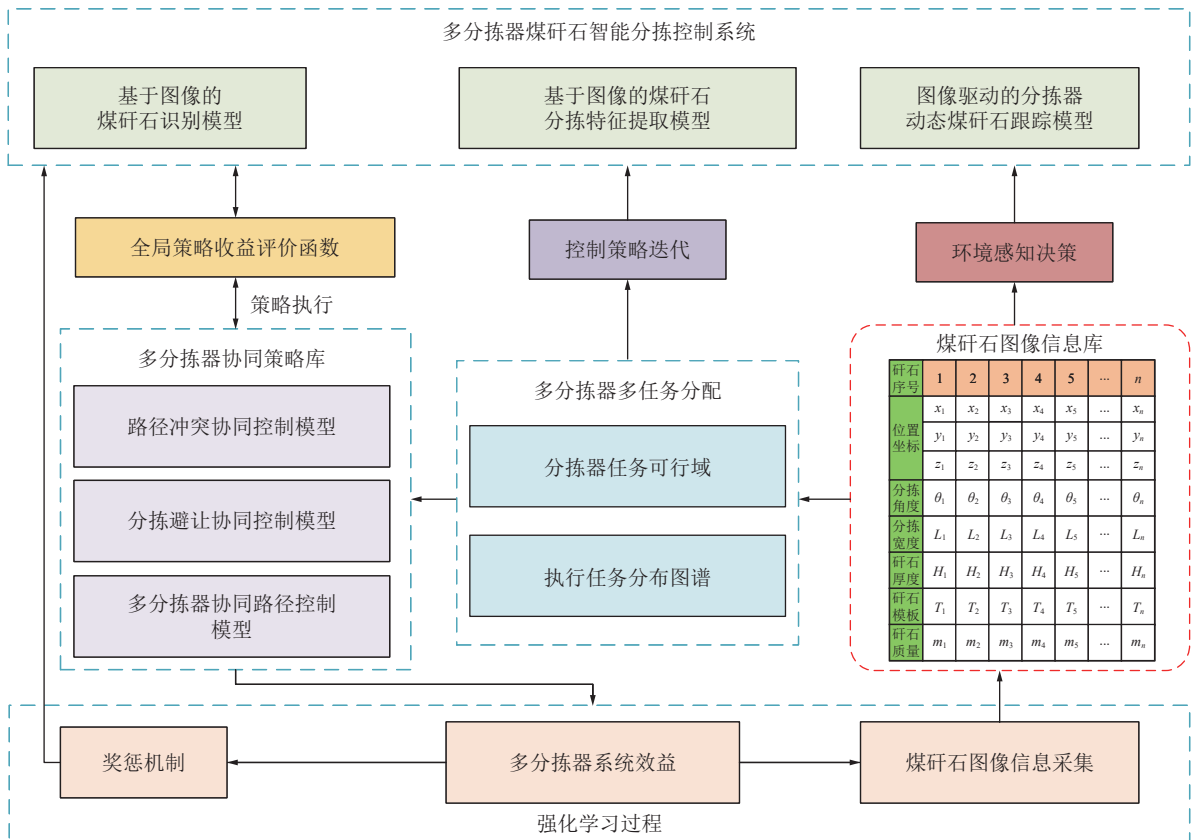 多分拣器煤矸石智能分拣控制系统
基于图像的
煤矸石识别模型
基于图像的煤矸石
分拣特征提取模型
图像驱动的分拣器
动态煤矸石跟踪模型
全局策略收益评价函数
控制策略迭代
环境感知决策
策略执行
多分拣器协同策略库
路径冲突协同控制模型
分拣避让协同控制模型
多分拣器协同路径控制
模型
多分拣器多任务分配
分拣器任务可行域
执行任务分布图谱
煤矸石图像信息库
矸石
序号 1 2 3 4 5 … n
位置
坐标
x₁ x₂ x₃ x₄ x₅ … xₙ
y₁ y₂ y₃ y₄ y₅ … yₙ
z₁ z₂ z₃ z₄ z₅ … zₙ
分拣
角度 θ₁ θ₂ θ₃ θ₄ θ₅ … θₙ
分拣
宽度 L₁ L₂ L₃ L₄ L₅ … Lₙ
矸石
厚度 H₁ H₂ H₃ H₄ H₅ … Hₙ
矸石
模板 T₁ T₂ T₃ T₄ T₅ … Tₙ
矸石
质量 m₁ m₂ m₃ m₄ m₅ … mₙ
奖惩机制
多分拣器系统效益
煤矸石图像信息采集
强化学习过程